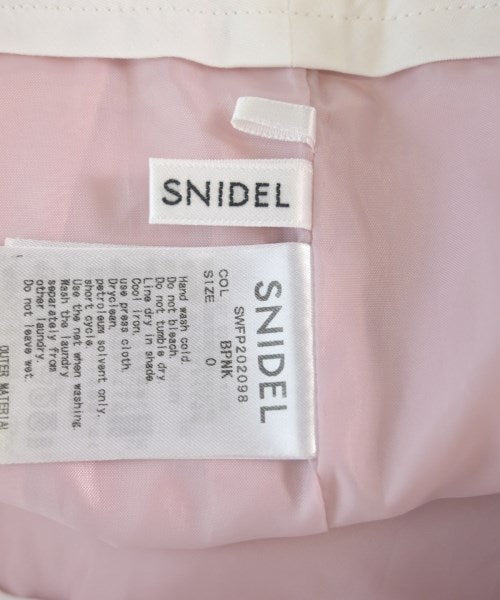 SNIDEL
SNIDEL
SWFP202098
COL BPNK
SIZE 0
Hand wash cold.
Do not bleach.
Do not tumble dry
Lime dry in shade
Cool iron.
use press cloth.
Dryclean.
petroleum solvent only.
short cycle.
Use the net when washing.
Wash the laundry
separately from
other laundry.
Do not leave wet.
OUTER MATERIAL